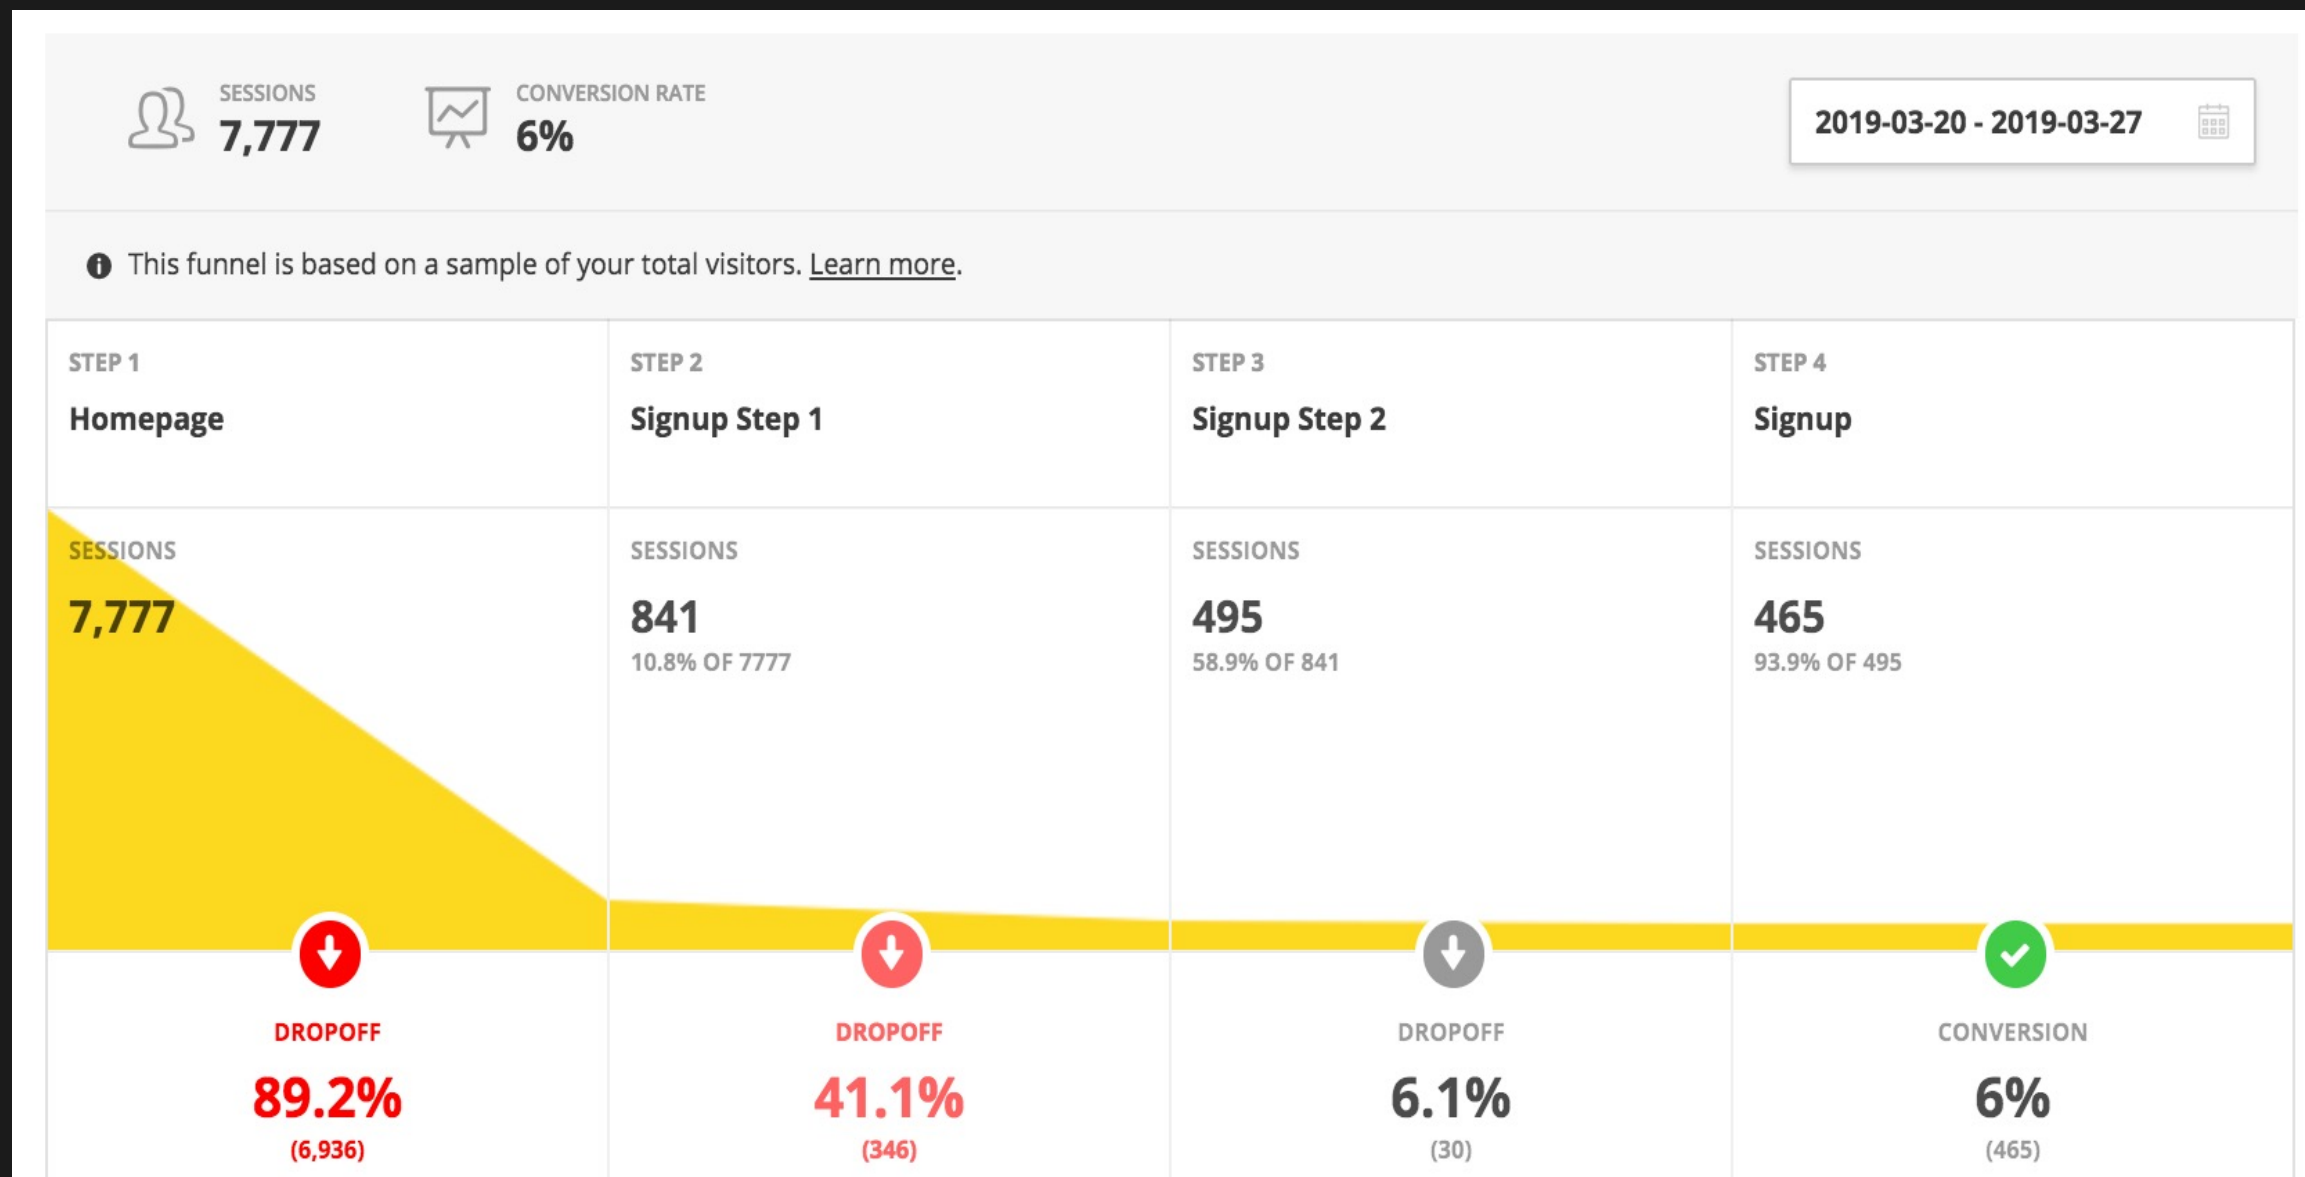 SESSIONS
7,777
CONVERSION RATE
6%
2019-03-20 - 2019-03-27
This funnel is based on a sample of your total visitors. Learn more.
STEP 1
Homepage
STEP 2
Signup Step 1
STEP 3
Signup Step 2
STEP 4
Signup
SESSIONS
7,777
SESSIONS
841
10.8% OF 7777
SESSIONS
495
58.9% OF 841
SESSIONS
465
93.9% OF 495
DROPOFF
89.2%
(6,936)
DROPOFF
41.1%
(346)
DROPOFF
6.1%
(30)
CONVERSION
6%
(465)